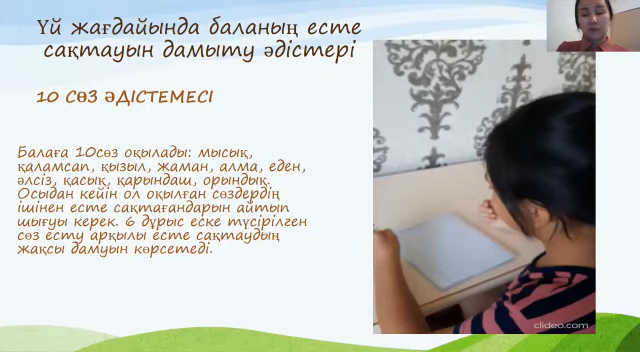 Үй жағдайында баланың есте
сақтауын дамыту әдістері
10 СӨЗ ӘДІСТЕМЕСІ
Балаға 10сөз оқылады: мысық,
қаламсап, қызыл, жаман, алма, еден,
әлсіз, қасық, қарындаш, орындық.
Осыдан кейін ол оқылған сөздердің
ішінен есте сақтағандарын айтып
шығуы керек. 6 дұрыс еске түсірілген
сөз есту арқылы есте сақтаудың
жақсы дамуын көрсетеді.
clideo.com